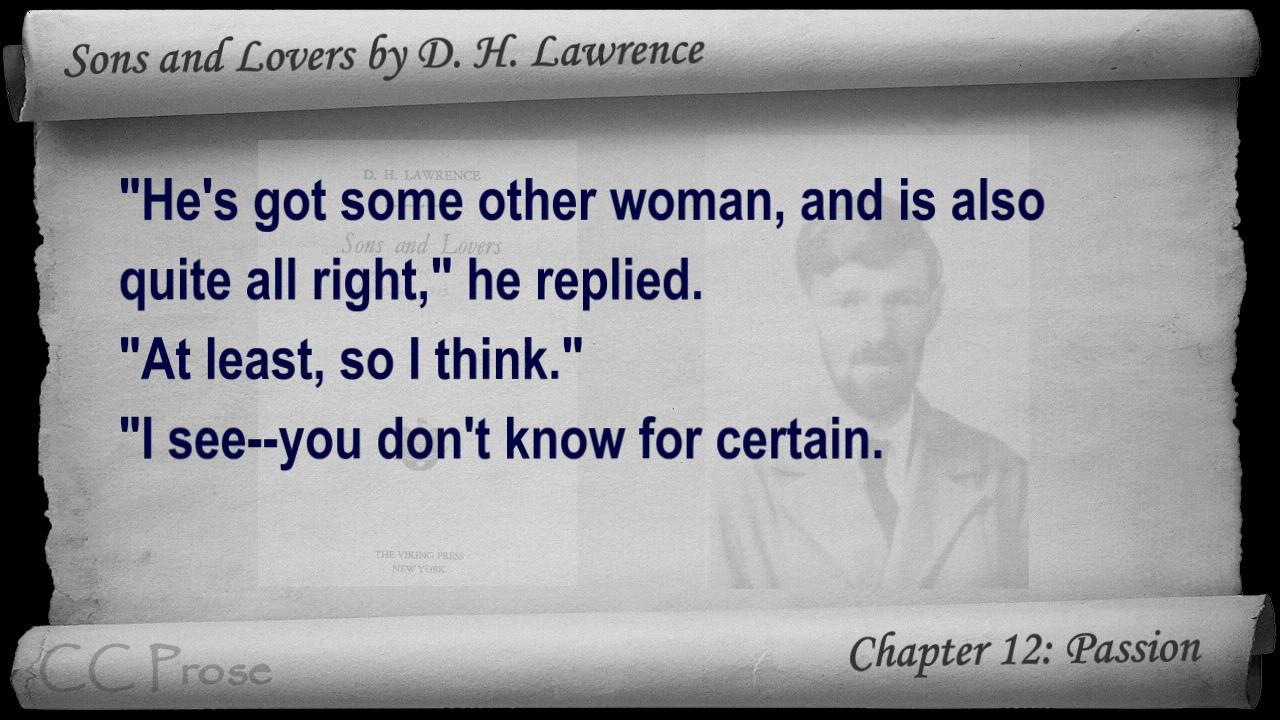 Sons and Lovers by D. H. Lawrence
D. H. LAWRENCE
"He's got some other woman, and is also
Sons and Lovers
quite all right," he replied.
"At least, so I think."
"I see--you don't know for certain.
THE VIKING PRESS
NEW YORK
Chapter 12: Passion
CC Prose